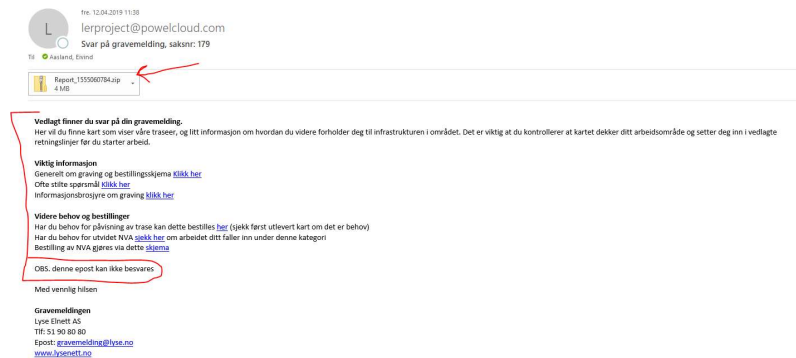 fre. 12.04.2019 11:38
L
lerproject@powelcloud.com
Svar på gravemelding, saksnr: 179
Til Aasland, Eivind
Report_1555060784.zip
4 MB
Vedlagt finner du svar på din gravemelding.
Her vil du finne kart som viser våre traseer, og litt informasjon om hvordan du videre forholder deg til infrastrukturen i området. Det er viktig at du kontrollerer at kartet dekker ditt arbeidsområde og setter deg inn i vedlagte
retningslinjer før du starter arbeid.
Viktig informasjon
Generelt om graving og bestillingsskjema Klikk her
Ofte stilte spørsmål Klikk her
Informasjonsbrosjyre om graving klikk her
Videre behov og bestillinger
Har du behov for påvisning av trase kan dette bestilles her (sjekk først utlevert kart om det er behov)
Har du behov for utvidet NVA sjekk her om arbeidet ditt faller inn under denne kategori
Bestilling av NVA gjøres via dette skjema
OBS. denne epost kan ikke besvares
Med vennlig hilsen
Gravemeldingen
Lyse Elnett AS
Tlf: 51 90 80 80
Epost: gravemelding@lyse.no
www.lysenett.no